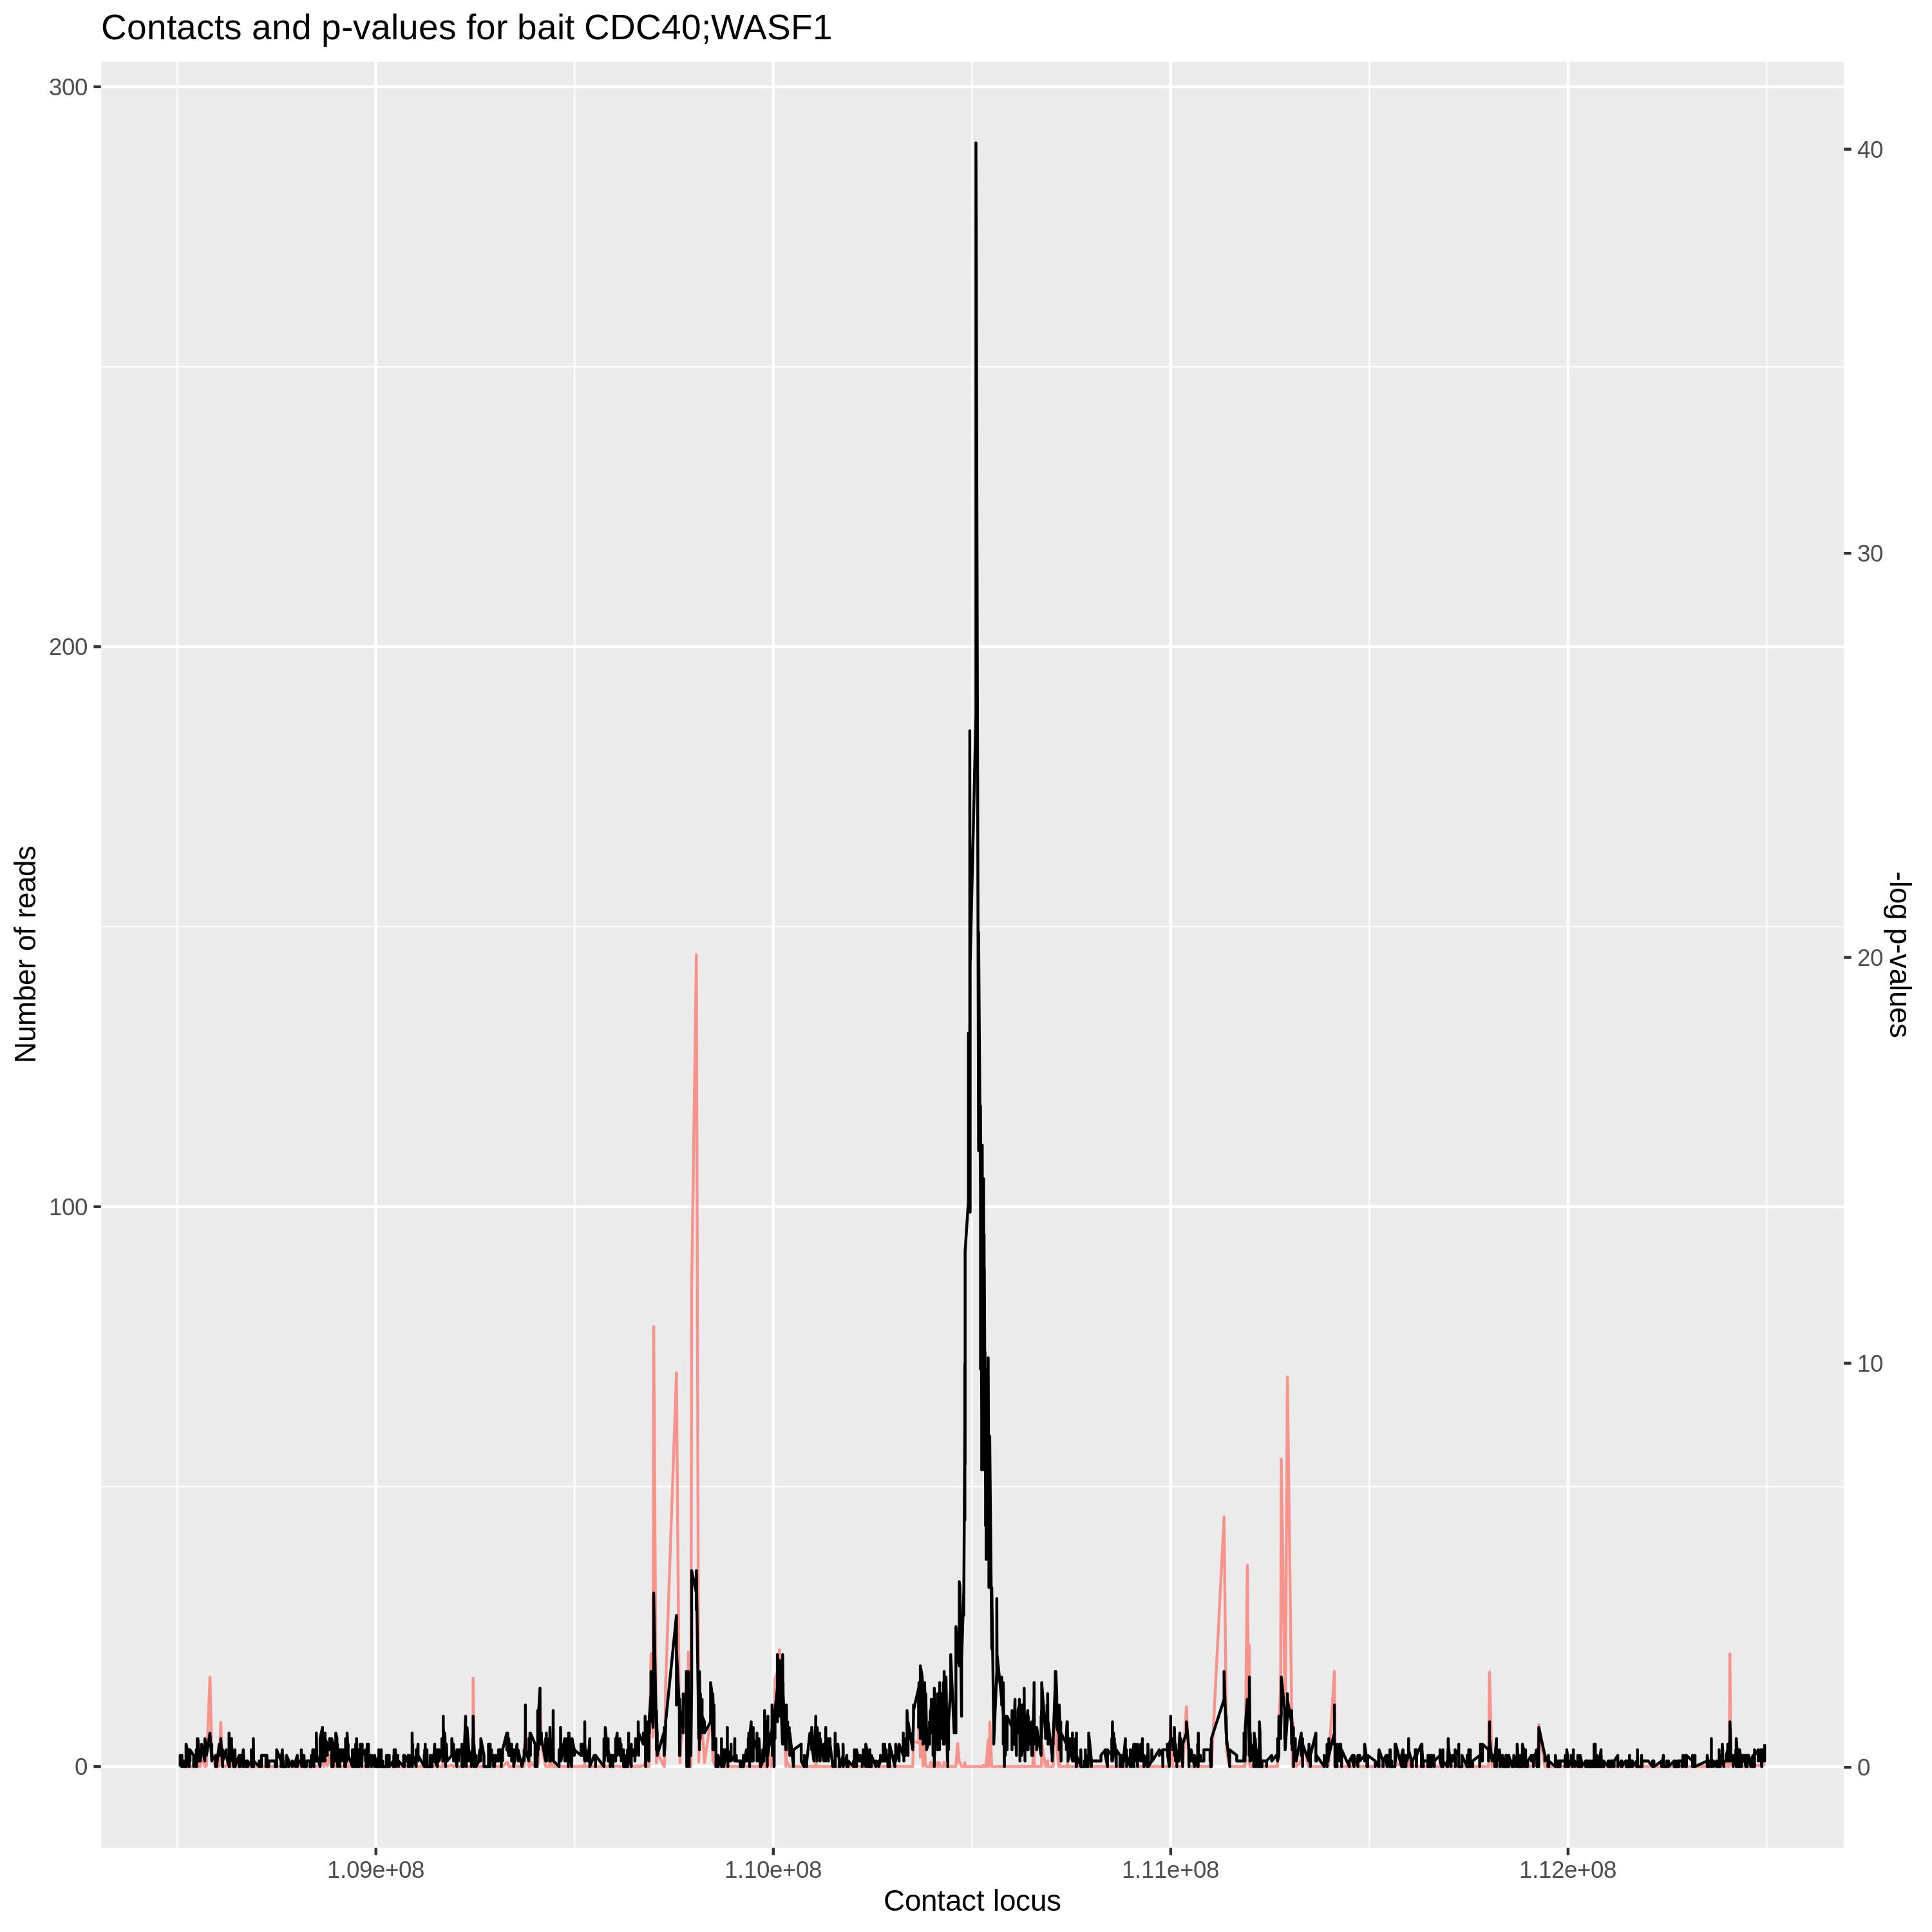 Contacts and p-values for bait CDC40;WASF1
300
200
100
0
Number of reads
40
30
20
10
0
-log p-values
1.09e+08 1.10e+08 1.11e+08 1.12e+08
Contact locus